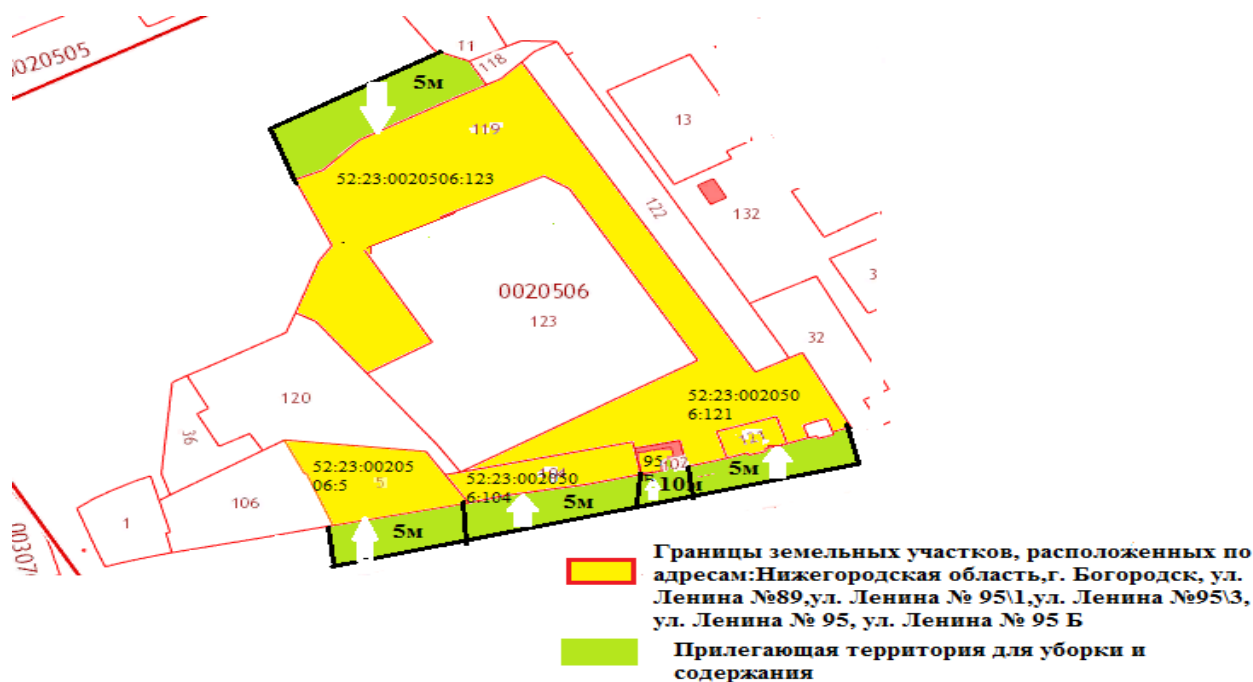 0020505
11
118
5м
13
119
52:23:0020506:123
122
132
3
0020506
123
32
120
52:23:002050
6:121
36
121
52:23:00205
06:5
5
104
52:23:002050
6:104
95
102
5м
10м
106
5м
1
5м
003070
Границы земельных участков, расположенных по
адресам:Нижегородская область,г. Богородск, ул.
Ленина №89,ул. Ленина № 95\1,ул. Ленина №95\3,
ул. Ленина № 95, ул. Ленина № 95 Б
Прилегающая территория для уборки и
содержания